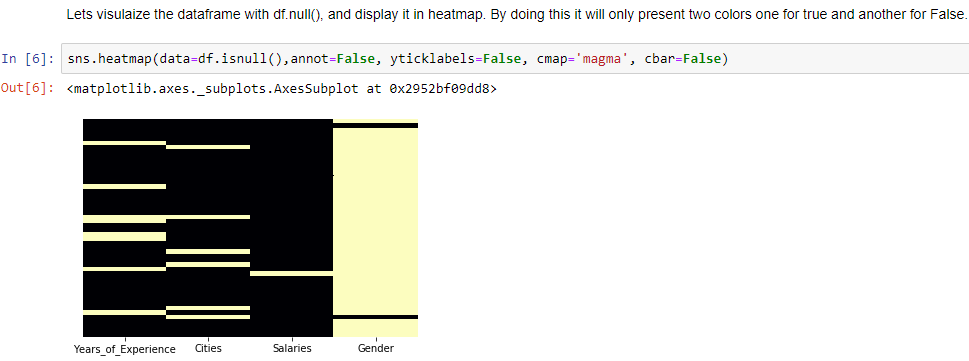 Lets visulaize the dataframe with df.null(), and display it in heatmap. By doing this it will only present two colors one for true and another for False.
In [6]: sns.heatmap(data=df.isnull(),annot=False, yticklabels=False, cmap='magma', cbar=False)
Out[6]: <matplotlib.axes._subplots.AxesSubplot at 0x2952bf09dd8>
Years_of_Experience Cities Salaries Gender